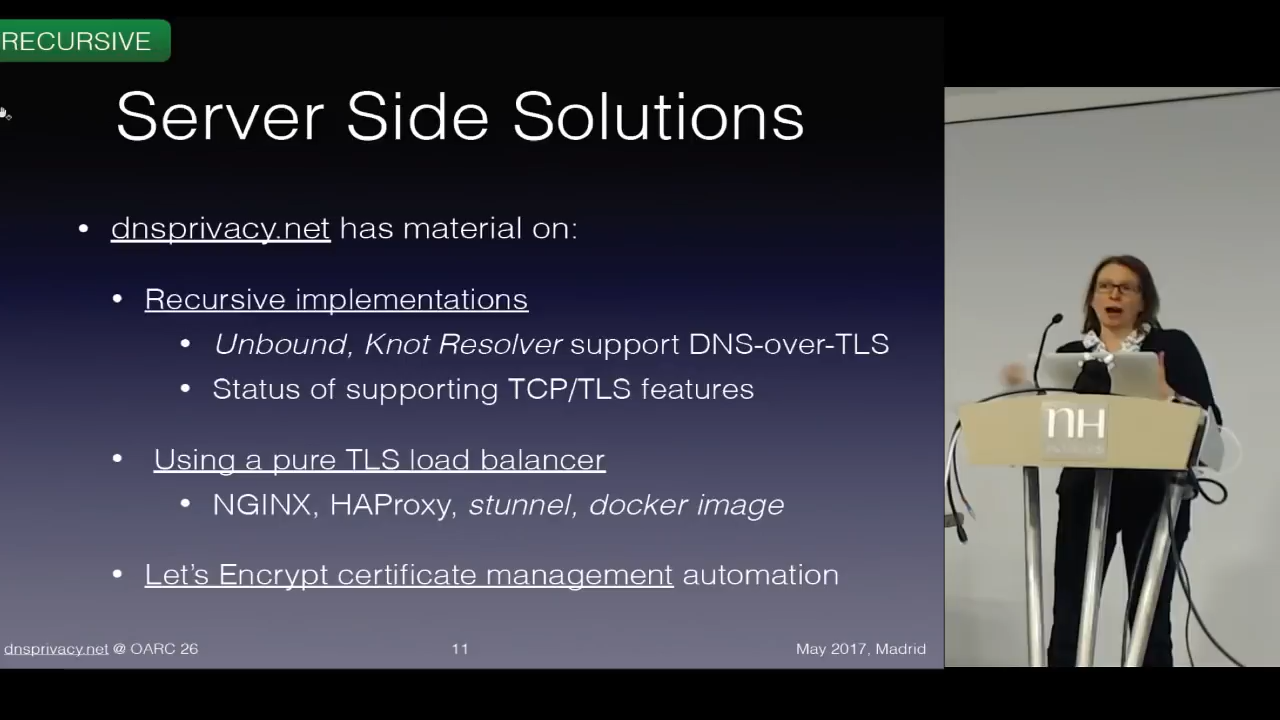 RECURSIVE
Server Side Solutions
• dnsprivacy.net has material on:
• Recursive implementations
• Unbound, Knot Resolver support DNS-over-TLS
• Status of supporting TCP/TLS features
• Using a pure TLS load balancer
• NGINX, HAProxy, stunnel, docker image
• Let's Encrypt certificate management automation
dnsprivacy.net @ OARC 26
11
May 2017, Madrid
nH